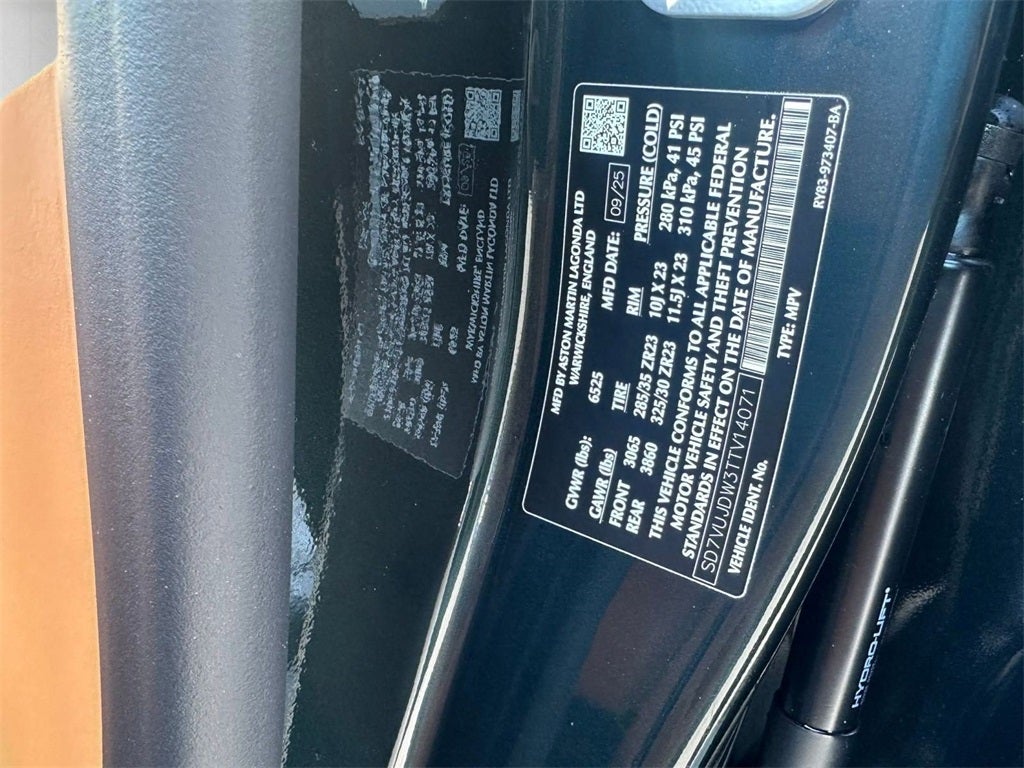 MFD BY ASTON MARTIN LAGONDA LTD
WARWICKSHIRE, ENGLAND
GVWR (lbs): 6525 MFD DATE: 09/25
GAWR (lbs) TIRE RIM PRESSURE (COLD)
FRONT 3065 285/35 ZR23 10J X 23 280 kPa, 41 PSI
REAR 3860 325/30 ZR23 11.5J X 23 310 kPa, 45 PSI
THIS VEHICLE CONFORMS TO ALL APPLICABLE FEDERAL
MOTOR VEHICLE SAFETY AND THEFT PREVENTION
STANDARDS IN EFFECT ON THE DATE OF MANUFACTURE.
SD7VUJDW3TTV14071
VEHICLE IDENT. No. TYPE: MPV
RY83-973407-BA
HYDRO-LIFT